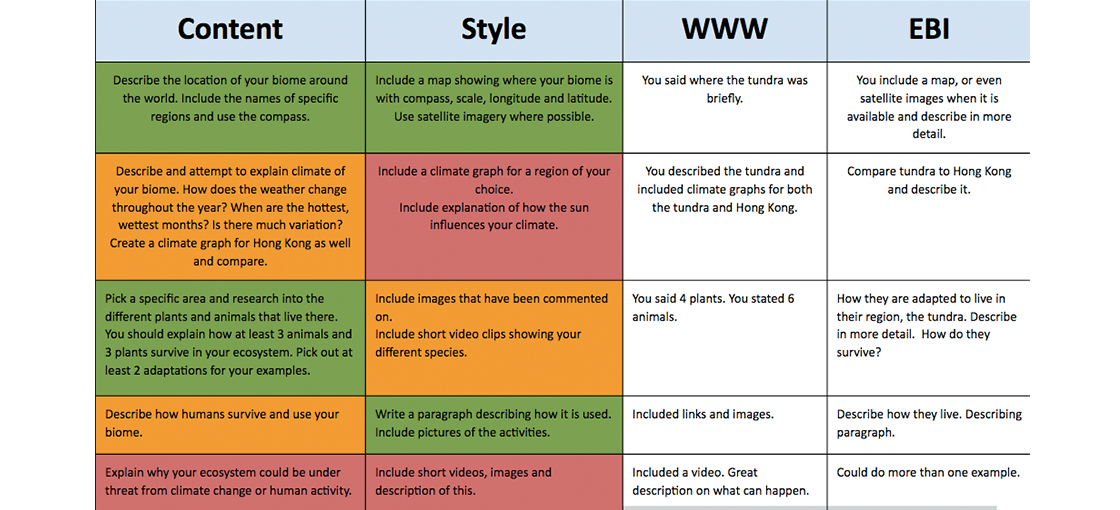 Content
Style
WWW
EBI
Describe the location of your biome around
the world. Include the names of specific
regions and use the compass.
Include a map showing where your biome is
with compass, scale, longitude and latitude.
Use satellite imagery where possible.
You said where the tundra was
briefly.
You include a map, or even
satellite images when it is
available and describe in more
detail.
Describe and attempt to explain climate of
your biome. How does the weather change
throughout the year? When are the hottest,
wettest months? Is there much variation?
Create a climate graph for Hong Kong as well
and compare.
Include a climate graph for a region of your
choice.
Include explanation of how the sun
influences your climate.
You described the tundra and
included climate graphs for both
the tundra and Hong Kong.
Compare tundra to Hong Kong
and describe it.
Pick a specific area and research into the
different plants and animals that live there.
You should explain how at least 3 animals and
3 plants survive in your ecosystem. Pick out at
least 2 adaptations for your examples.
Include images that have been commented
on.
Include short video clips showing your
different species.
You said 4 plants. You stated 6
animals.
How they are adapted to live in
their region, the tundra. Describe
in more detail. How do they
survive?
Describe how humans survive and use your
biome.
Write a paragraph describing how it is used.
Include pictures of the activities.
Included links and images.
Describe how they live. Describing
paragraph.
Explain why your ecosystem could be under
threat from climate change or human activity.
Include short videos, images and
description of this.
Included a video. Great
description on what can happen.
Could do more than one example.